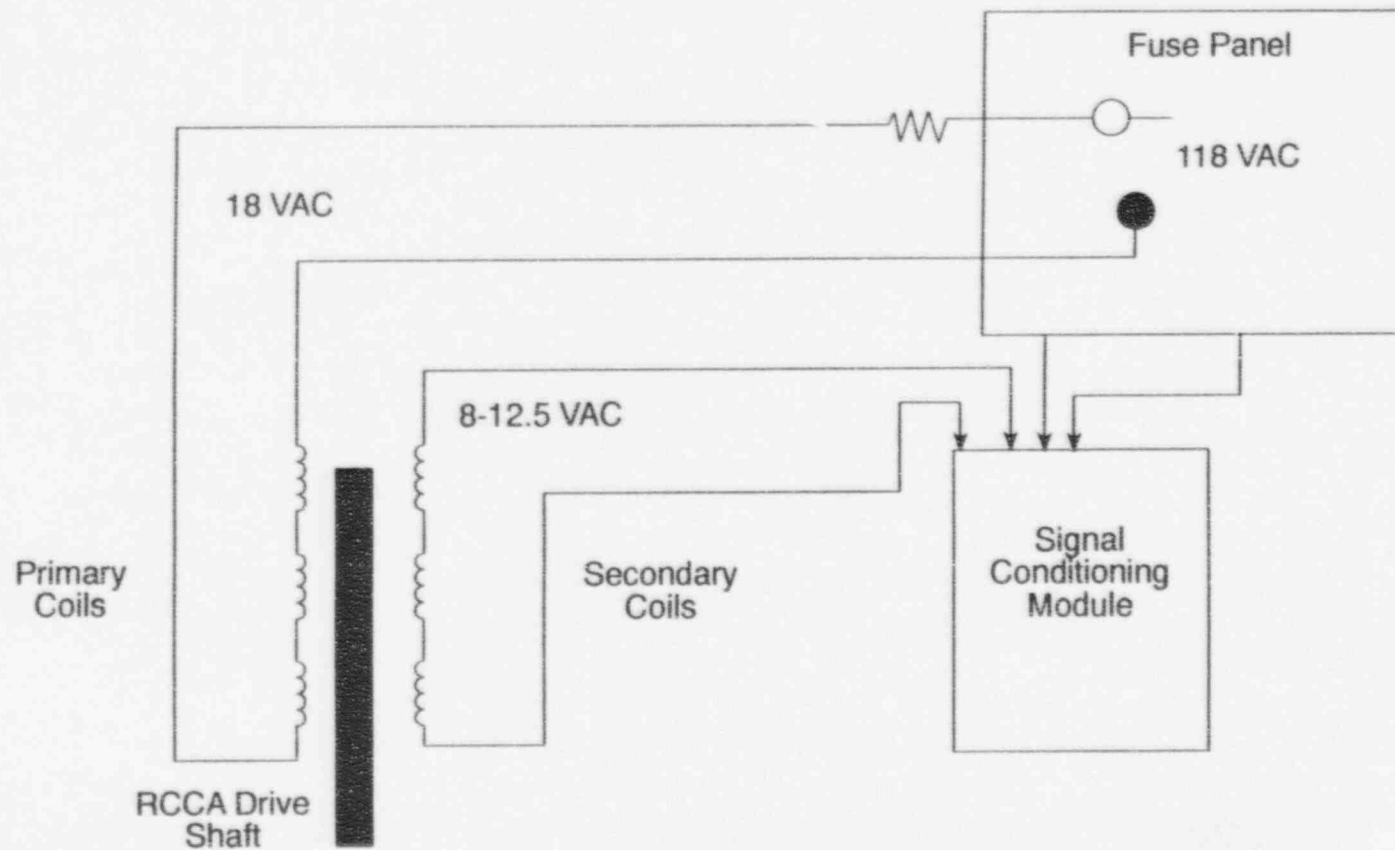 Fuse Panel
118 VAC
18 VAC
8-12.5 VAC
Primary
Coils
Secondary
Coils
Signal
Conditioning
Module
RCCA Drive
Shaft